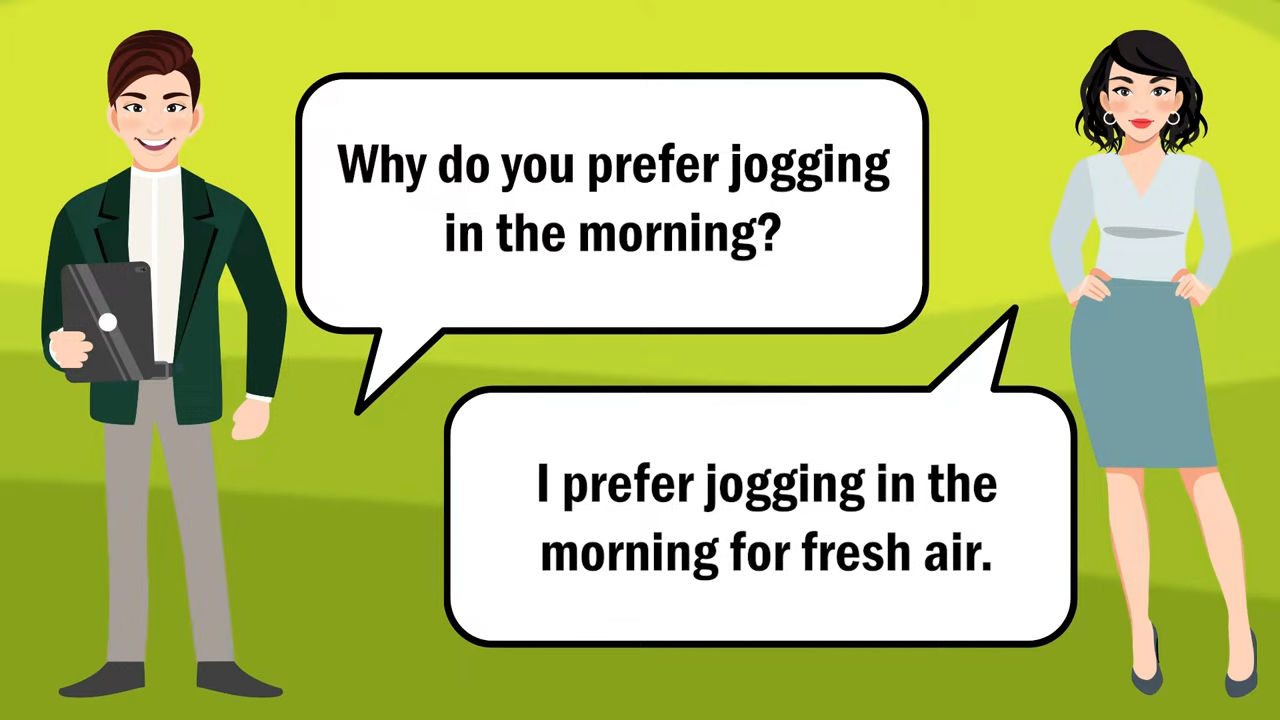 Why do you prefer jogging
in the morning?
I prefer jogging in the
morning for fresh air.